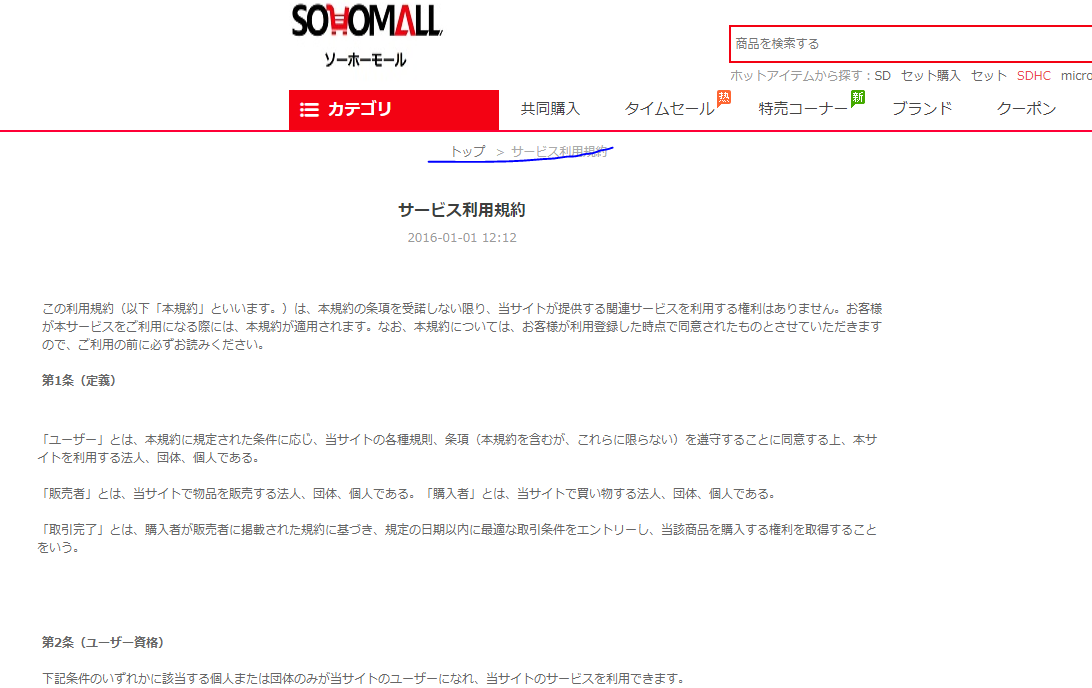 SOHOMALL
ソーホーモール
商品を検索する
ホットアイテムから探す：SD セット購入 セット SDHC micro
カテゴリ 共同購入 タイムセール 热 特売コーナー 新 ブランド クーポン
トップ > サービス利用規約
サービス利用規約
2016-01-01 12:12
この利用規約（以下「本規約」といいます。）は、本規約の条項を受諾しない限り、当サイトが提供する関連サービスを利用する権利はありません。お客様
が本サービスをご利用になる際には、本規約が適用されます。なお、本規約については、お客様が利用登録した時点で同意されたものとさせていただきます
ので、ご利用の前に必ずお読みください。
第1条（定義）
「ユーザー」とは、本規約に規定された条件に応じ、当サイトの各種規則、条項（本規約を含むが、これらに限らない）を遵守することに同意する上、本サ
イトを利用する法人、団体、個人である。
「販売者」とは、当サイトで物品を販売する法人、団体、個人である。「購入者」とは、当サイトで買い物する法人、団体、個人である。
「取引完了」とは、購入者が販売者に掲載された規約に基づき、規定の日期以内に最適な取引条件をエントリーし、当該商品を購入する権利を取得すること
をいう。
第2条（ユーザー資格）
下記条件のいずれかに該当する個人または団体のみが当サイトのユーザーになれ、当サイトのサービスを利用できます。